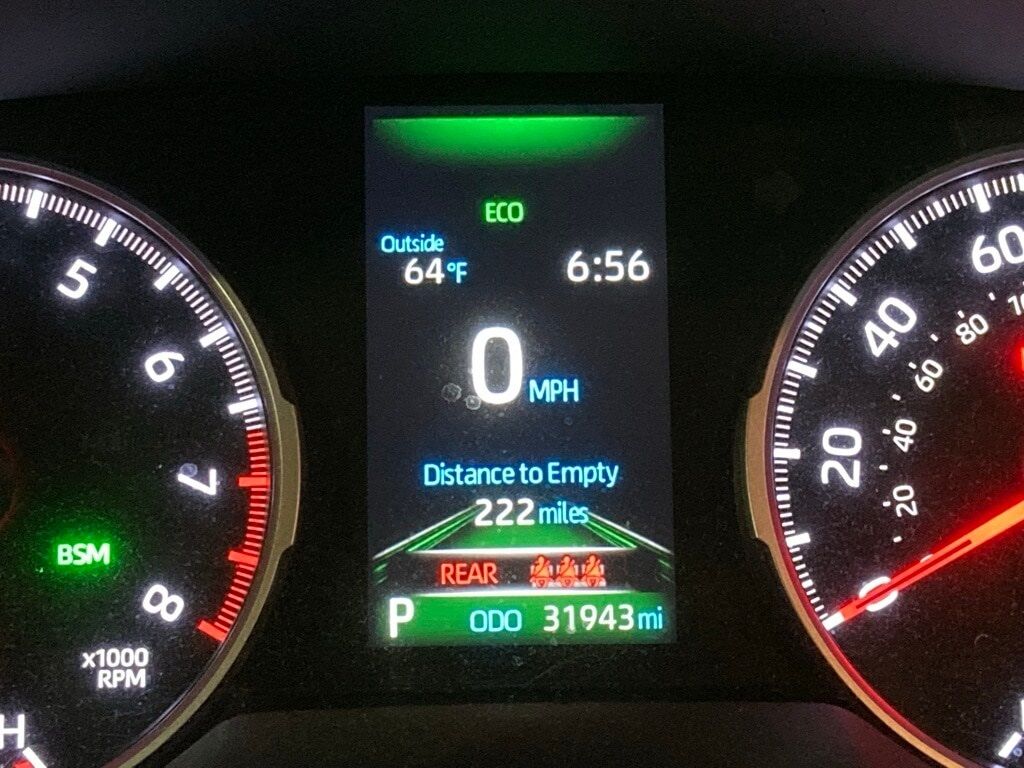 ECO
Outside
64°F
6:56
0 MPH
Distance to Empty
222 miles
REAR
P ODO 31943 mi
5
6
7
8
BSM
x1000
RPM
H
60
40
20
0
80
60
40
20